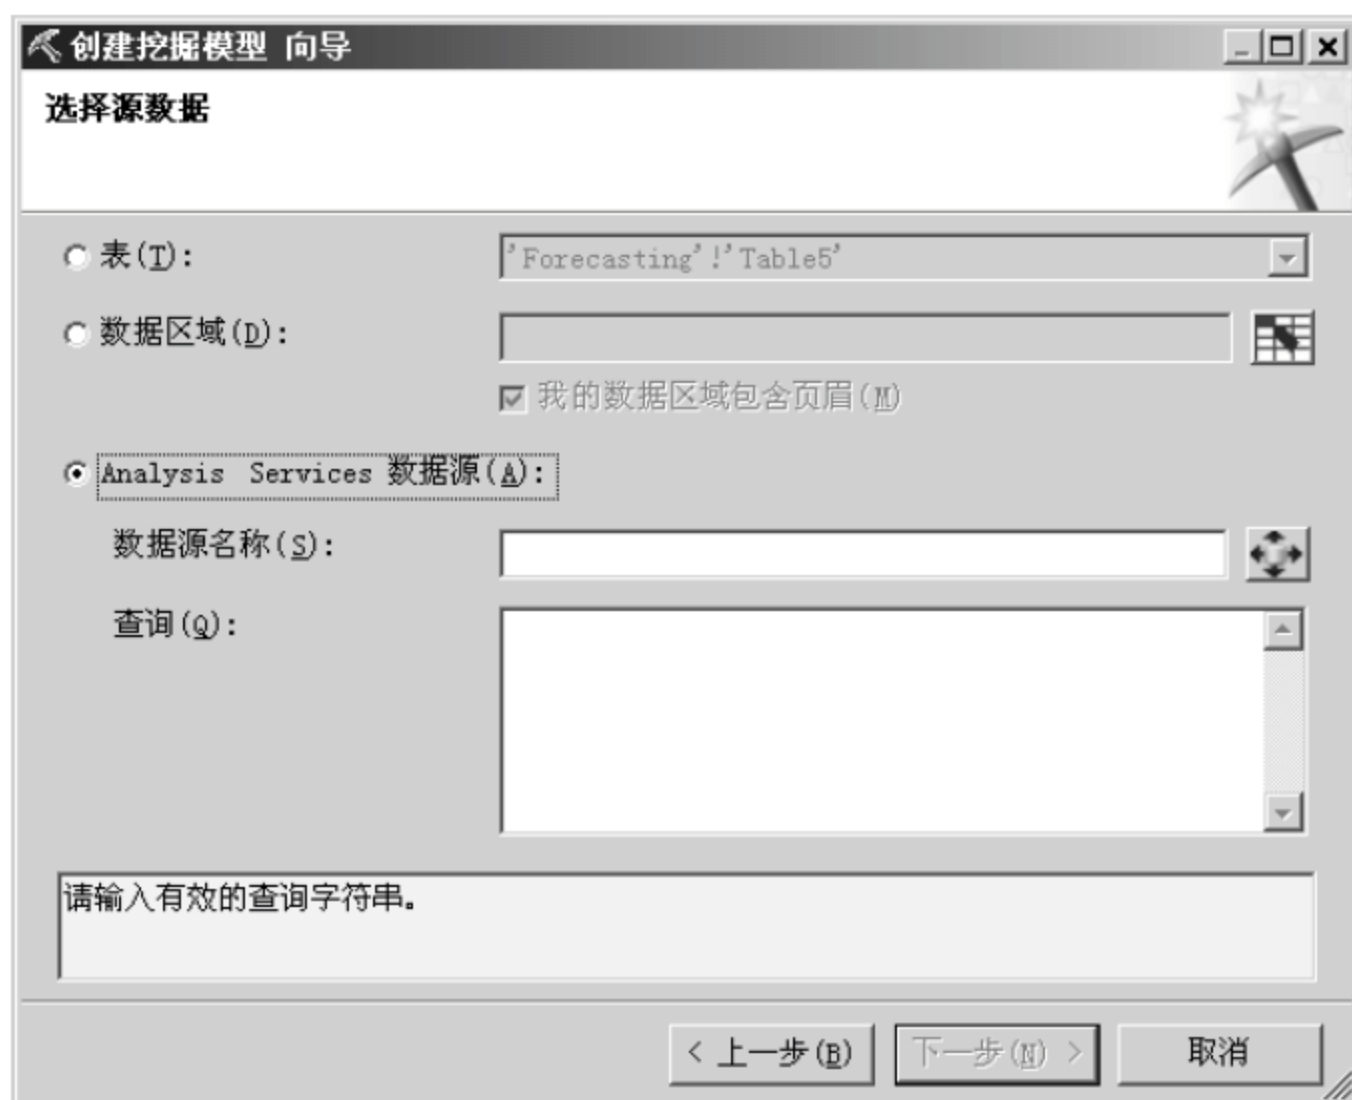 创建挖掘模型 向导
选择源数据
表(T): 'Forecasting'!'Table5'
数据区域(D):
我的数据区域包含页眉(M)
Analysis Services 数据源(A):
数据源名称(S):
查询(Q):
请输入有效的查询字符串。
< 上一步(B) 下一步(N) > 取消